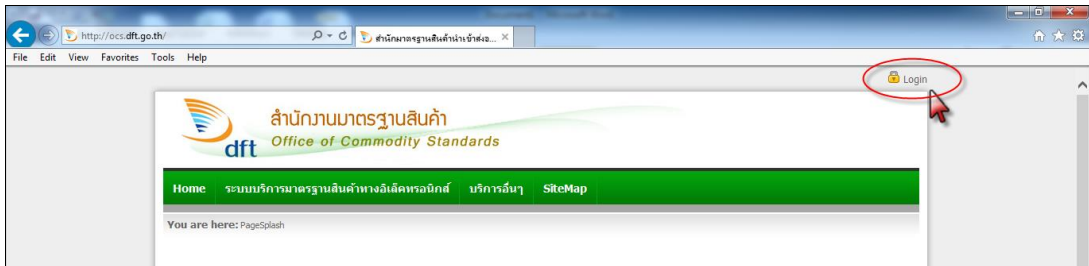 http://ocs.dft.go.th/
สำนักมาตรฐานสินค้านำเข้าส่งอ...
File Edit View Favorites Tools Help
Login
สำนักงานมาตรฐานสินค้า
dft Office of Commodity Standards
Home ระบบบริการมาตรฐานสินค้าทางอิเล็คทรอนิกส์ บริการอื่นๆ SiteMap
You are here: PageSplash